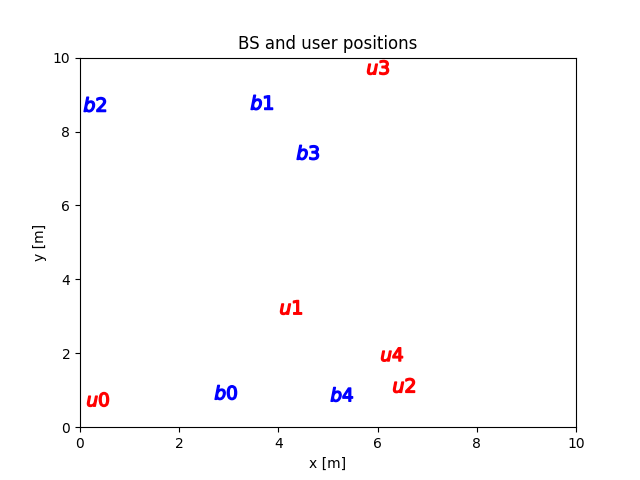 BS and user positions
10
u3
b2
b1
8
b3
6
y [m]
4
u1
2
u4
u2
b0
b4
u0
0
0 2 4 6 8 10
x [m]